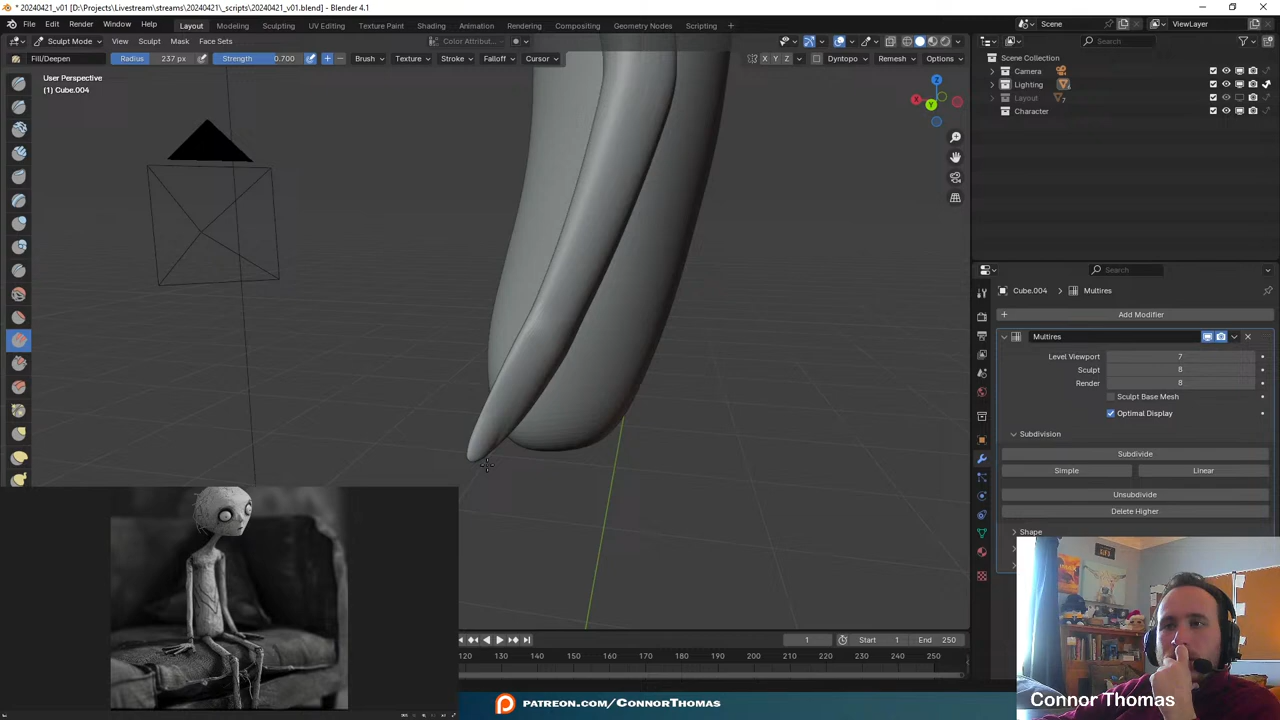 * 20240421_v01 [D:\Projects\Livestream\streams\20240421\_scripts\20240421_v01.blend] - Blender 4.1
File Edit Render Window Help Layout Modeling Sculpting UV Editing Texture Paint Shading Animation Rendering Compositing Geometry Nodes Scripting Scene ViewLayer
Sculpt Mode View Sculpt Mask Face Sets Color Attribut... Search
Fill/Deepen Radius 237 px Strength 0.700 Brush Texture Stroke Falloff Cursor X Y Z Dyntopo Remesh Options
User Perspective
(1) Cube.004
Z
X
Y
Scene Collection
Camera
Lighting
Layout 7
Character
Search
Cube.004 Multires
Add Modifier
Multires
Level Viewport 7
Sculpt 8
Render 8
Sculpt Base Mesh
Optimal Display
Subdivision
Subdivide
Simple Linear
Unsubdivide
Delete Higher
Shape
1 Start 1 End 250
120 130 140 150 160 170 180 190 200 210 220 230 240 250
PATREON.COM/CONNORTHOMAS
Connor Thomas